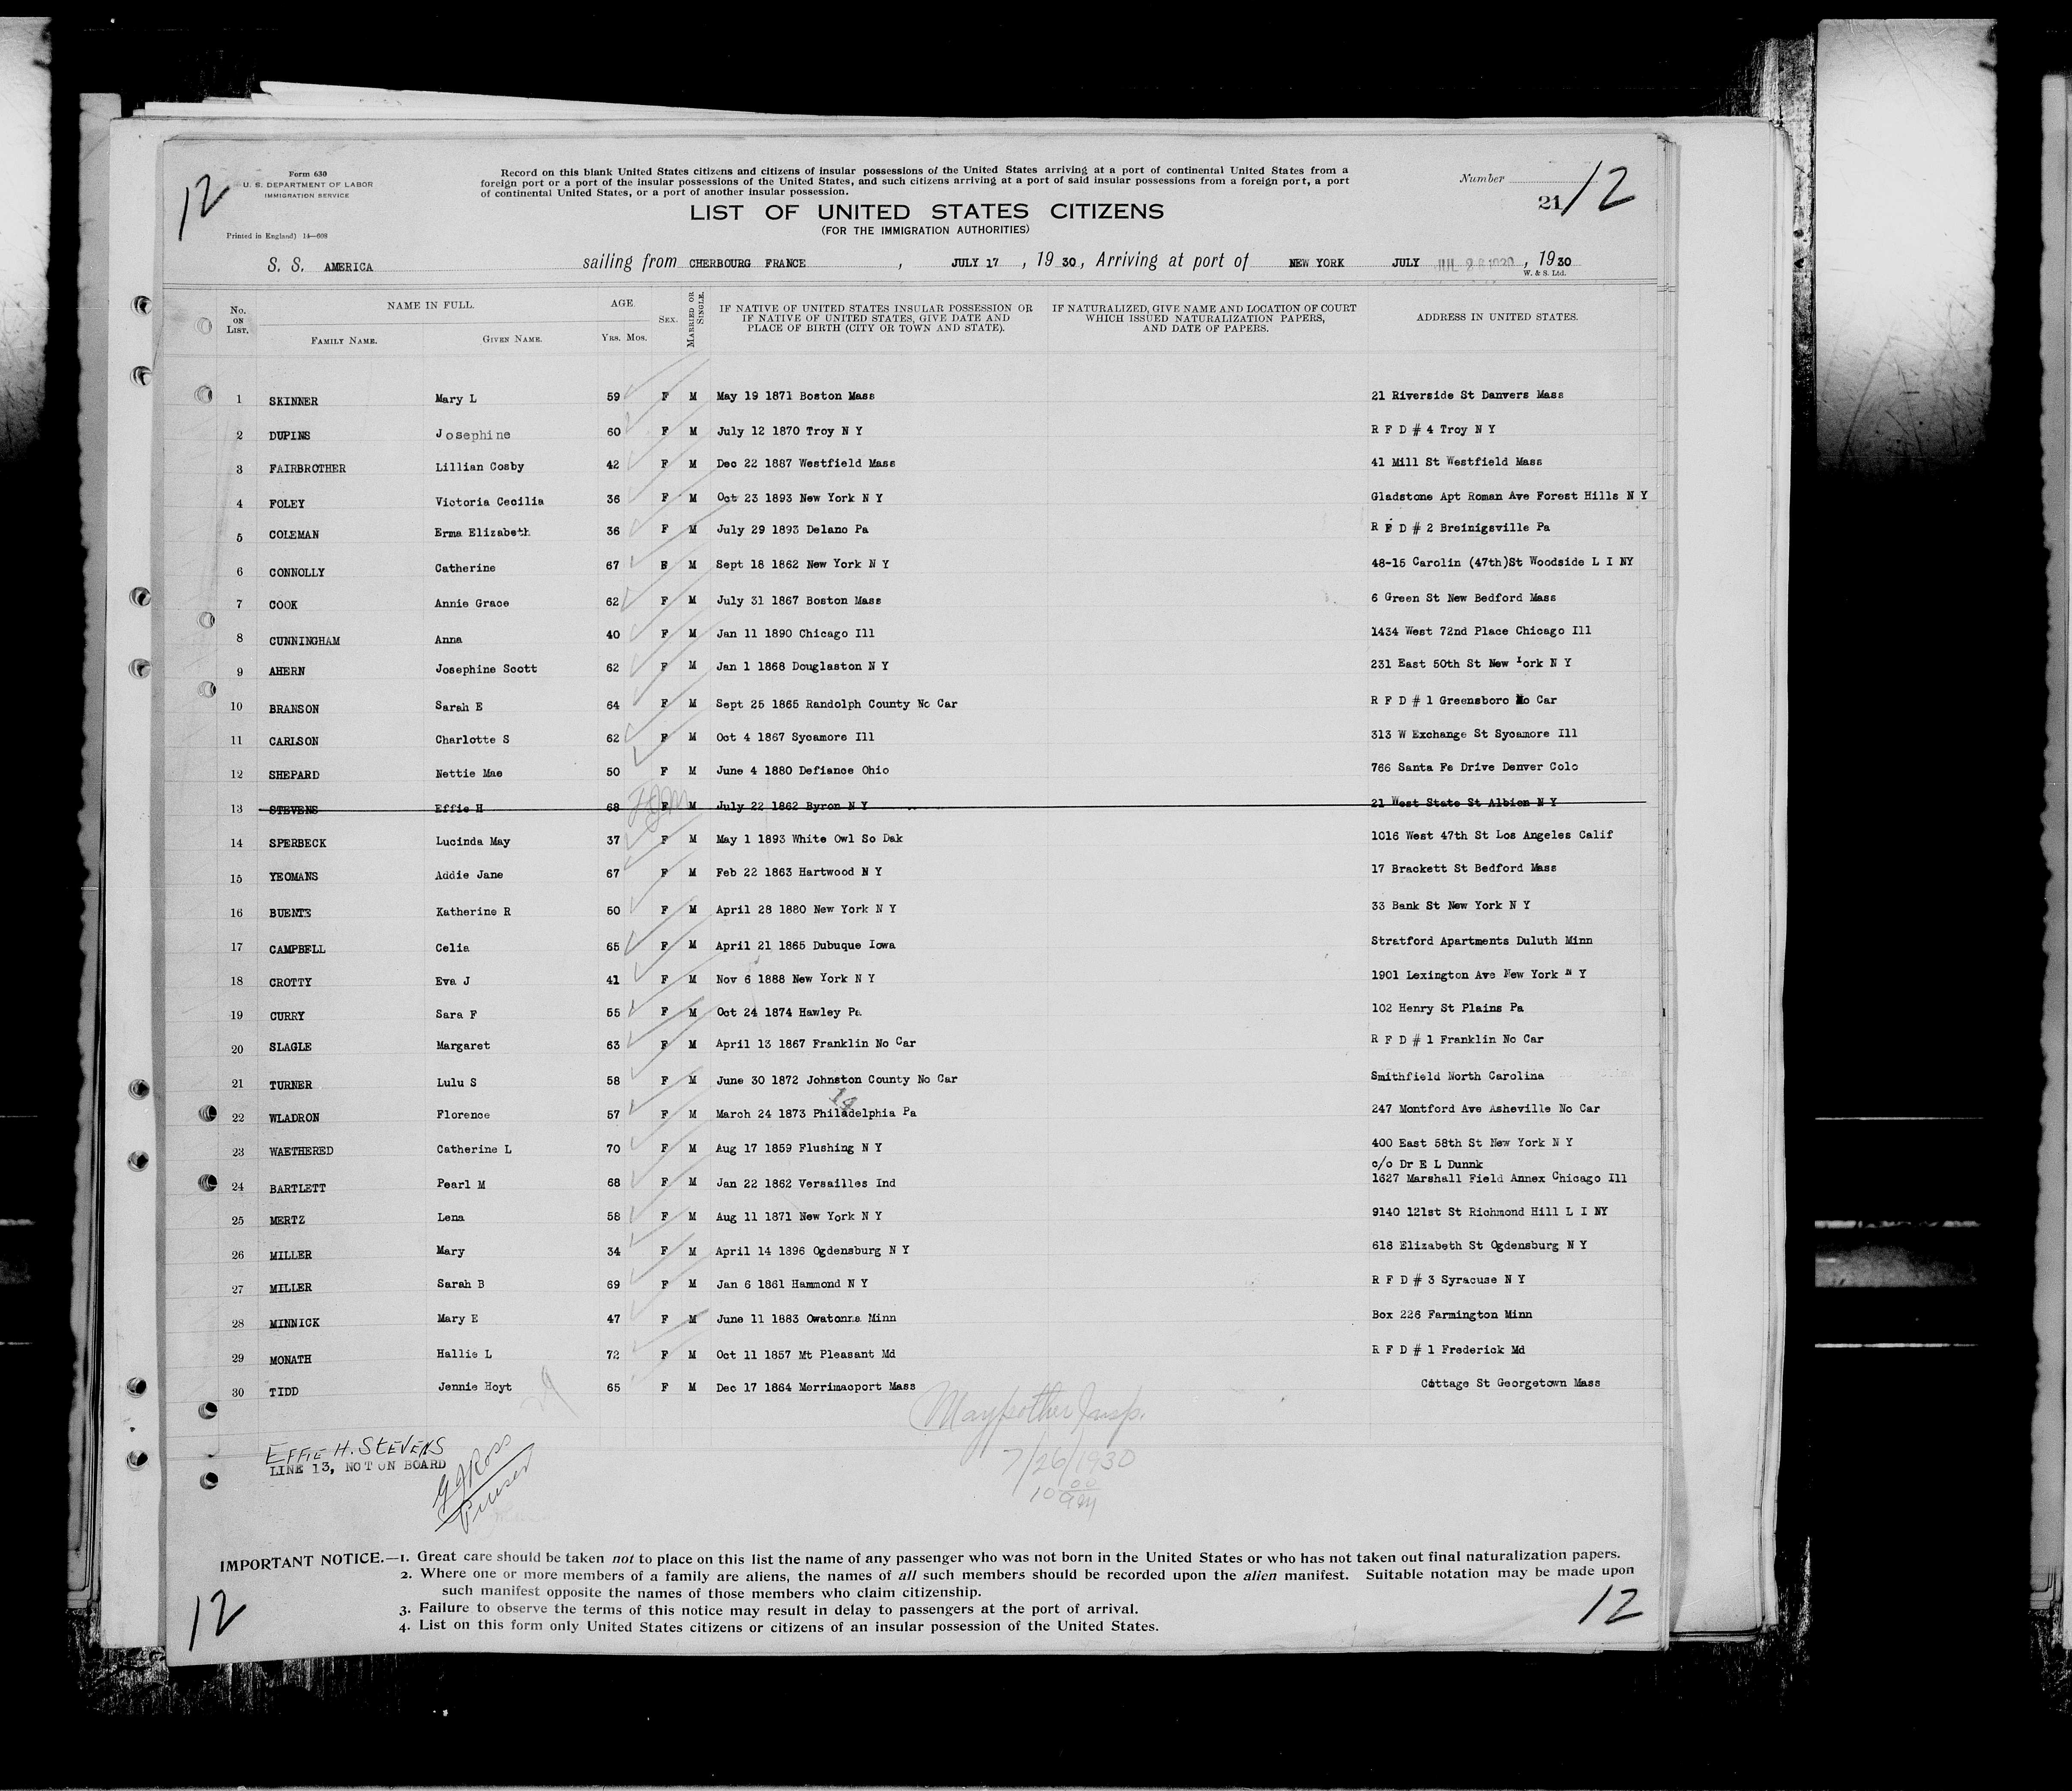 12
Form 630
U. S. DEPARTMENT OF LABOR
IMMIGRATION SERVICE
Printed in England) 14—608
Record on this blank United States citizens and citizens of insular possessions of the United States arriving at a port of continental United States from a
foreign port or a port of the insular possessions of the United States, and such citizens arriving at a port of said insular possessions from a foreign port, a port
of continental United States, or a port of another insular possession.
Number
21 12
LIST OF UNITED STATES CITIZENS
(FOR THE IMMIGRATION AUTHORITIES)
S. S. AMERICA sailing from CHERBOURG FRANCE, JULY 17, 1930, Arriving at port of NEW YORK JULY, 1930
W. & S. Ltd.
No. ON LIST. NAME IN FULL. FAMILY NAME. GIVEN NAME. AGE. YRS. MOS. SEX. MARRIED OR SINGLE. IF NATIVE OF UNITED STATES INSULAR POSSESSION OR IF NATIVE OF UNITED STATES, GIVE DATE AND PLACE OF BIRTH (CITY OR TOWN AND STATE). IF NATURALIZED, GIVE NAME AND LOCATION OF COURT WHICH ISSUED NATURALIZATION PAPERS, AND DATE OF PAPERS. ADDRESS IN UNITED STATES.
1 SKINNER Mary L 59 F M May 19 1871 Boston Mass 21 Riverside St Danvers Mass
2 DUPINS Josephine 60 F M July 12 1870 Troy N Y R F D # 4 Troy N Y
3 FAIRBROTHER Lillian Cosby 42 F M Dec 22 1887 Westfield Mass 41 Mill St Westfield Mass
4 FOLEY Victoria Cecilia 36 F M Oct 23 1893 New York N Y Gladstone Apt Roman Ave Forest Hills N Y
5 COLEMAN Erma Elizabeth 36 F M July 29 1893 Delano Pa R F D # 2 Breinigsville Pa
6 CONNOLLY Catherine 67 F M Sept 18 1862 New York N Y 48-15 Carolin (47th)St Woodside L I NY
7 COOK Annie Grace 62 F M July 31 1867 Boston Mass 6 Green St New Bedford Mass
8 CUNNINGHAM Anna 40 F M Jan 11 1890 Chicago Ill 1434 West 72nd Place Chicago Ill
9 AHERN Josephine Scott 62 F M Jan 1 1868 Douglaston N Y 231 East 50th St New York N Y
10 BRANSON Sarah E 64 F M Sept 25 1865 Randolph County No Car R F D # 1 Greensboro No Car
11 CARLSON Charlotte S 62 F M Oct 4 1867 Sycamore Ill 313 W Exchange St Sycamore Ill
12 SHEPARD Nettie Mae 50 F M June 4 1880 Defiance Ohio 766 Santa Fe Drive Denver Colo
13 STEVENS Effie H 68 F M July 22 1862 Byron N Y 21 West State St Albion N Y
14 SPERBECK Lucinda May 37 F M May 1 1893 White Owl So Dak 1016 West 47th St Los Angeles Calif
15 YEOMANS Addie Jane 67 F M Feb 22 1863 Hartwood N Y 17 Brackett St Bedford Mass
16 BUENTE Katherine R 50 F M April 28 1880 New York N Y 33 Bank St New York N Y
17 CAMPBELL Celia 65 F M April 21 1865 Dubuque Iowa Stratford Apartments Duluth Minn
18 CROTTY Eva J 41 F M Nov 6 1888 New York N Y 1901 Lexington Ave New York N Y
19 CURRY Sara F 55 F M Oct 24 1874 Hawley Pa 102 Henry St Plains Pa
20 SLAGLE Margaret 63 F M April 13 1867 Franklin No Car R F D # 1 Franklin No Car
21 TURNER Lulu S 58 F M June 30 1872 Johnston County No Car Smithfield North Carolina
22 WLADRON Florence 57 F M March 24 1873 Philadelphia Pa 247 Montford Ave Asheville No Car
23 WAETHERED Catherine L 70 F M Aug 17 1859 Flushing N Y 400 East 58th St New York N Y
c/o Dr E L Dunnk
24 BARTLETT Pearl M 68 F M Jan 22 1862 Versailles Ind 1627 Marshall Field Annex Chicago Ill
25 MERTZ Lena 58 F M Aug 11 1871 New York N Y 9140 121st St Richmond Hill L I NY
26 MILLER Mary 34 F M April 14 1896 Ogdensburg N Y 618 Elizabeth St Ogdensburg N Y
27 MILLER Sarah B 69 F M Jan 6 1861 Hammond N Y R F D # 3 Syracuse N Y
28 MINNICK Mary E 47 F M June 11 1883 Owatonna Minn Box 226 Farmington Minn
29 MONATH Hallie L 72 F M Oct 11 1857 Mt Pleasant Md R F D # 1 Frederick Md
30 TIDD Jennie Hoyt 65 F M Dec 17 1864 Merrimacport Mass Cottage St Georgetown Mass
EFFIE H. STEVENS
LINE 13, NOT ON BOARD
G J Ross
Purser
7/26/1930
10 00 am
IMPORTANT NOTICE.—1. Great care should be taken not to place on this list the name of any passenger who was not born in the United States or who has not taken out final naturalization papers.
2. Where one or more members of a family are aliens, the names of all such members should be recorded upon the alien manifest. Suitable notation may be made upon
such manifest opposite the names of those members who claim citizenship.
3. Failure to observe the terms of this notice may result in delay to passengers at the port of arrival.
4. List on this form only United States citizens or citizens of an insular possession of the United States.
12
12